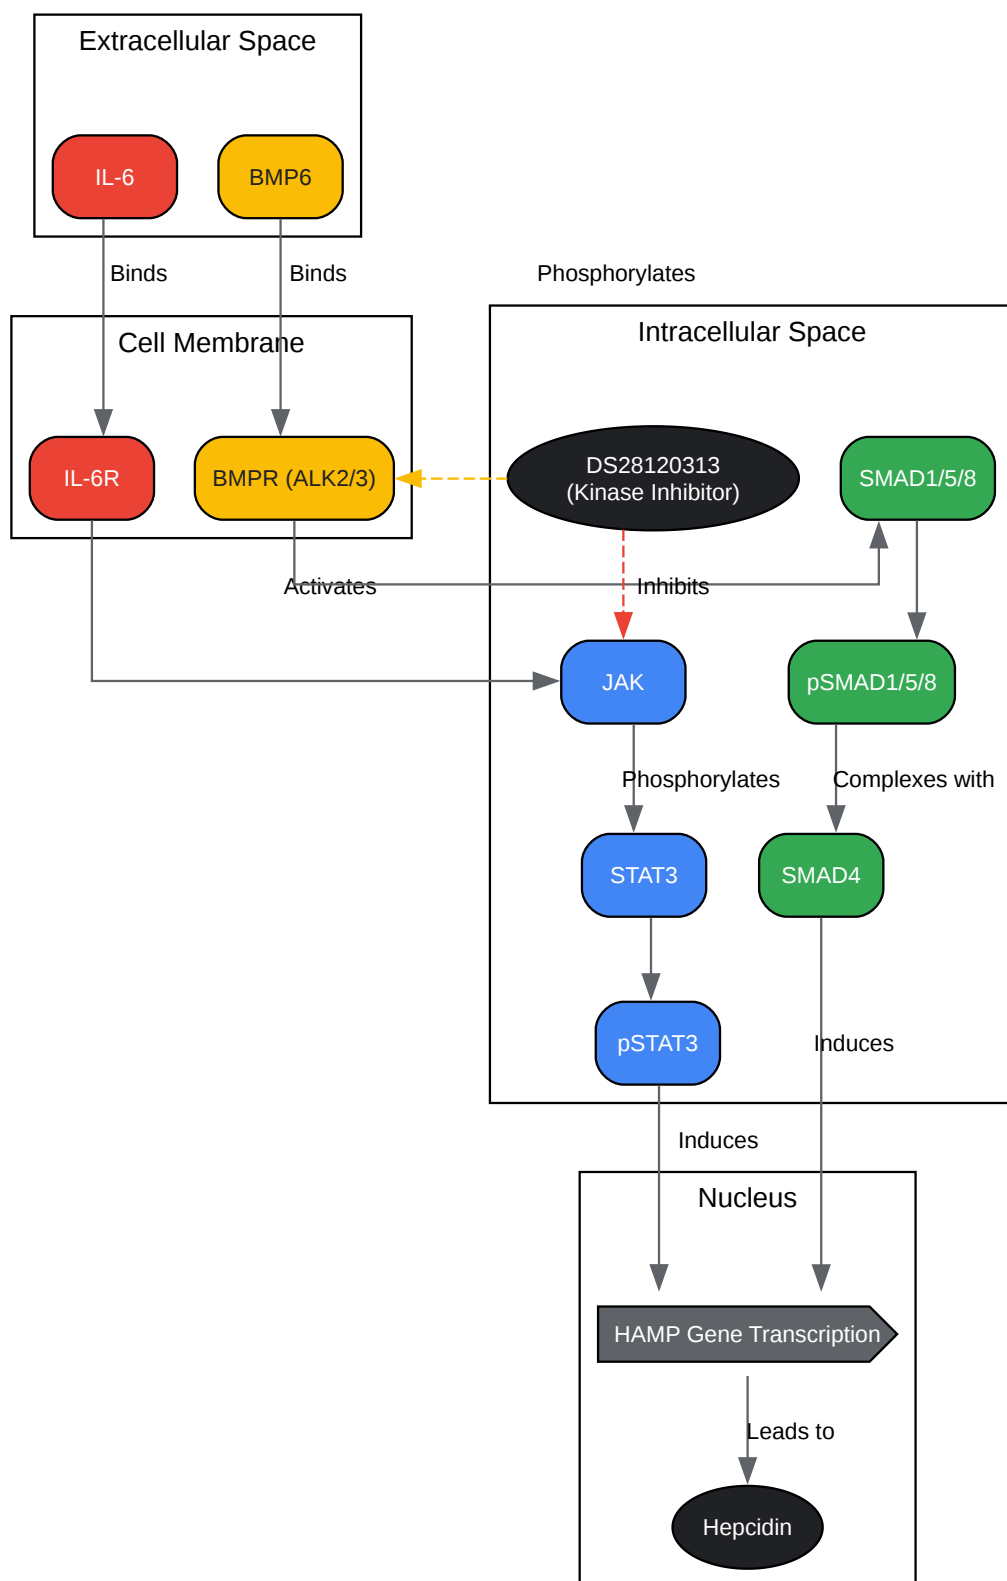 Extracellular Space
IL-6
BMP6
Binds
Binds
Phosphorylates
Cell Membrane
Intracellular Space
IL-6R
BMPR (ALK2/3)
DS28120313
(Kinase Inhibitor)
SMAD1/5/8
Activates
Inhibits
JAK
pSMAD1/5/8
Phosphorylates
Complexes with
STAT3
SMAD4
pSTAT3
Induces
Induces
Nucleus
HAMP Gene Transcription
Leads to
Hepcidin